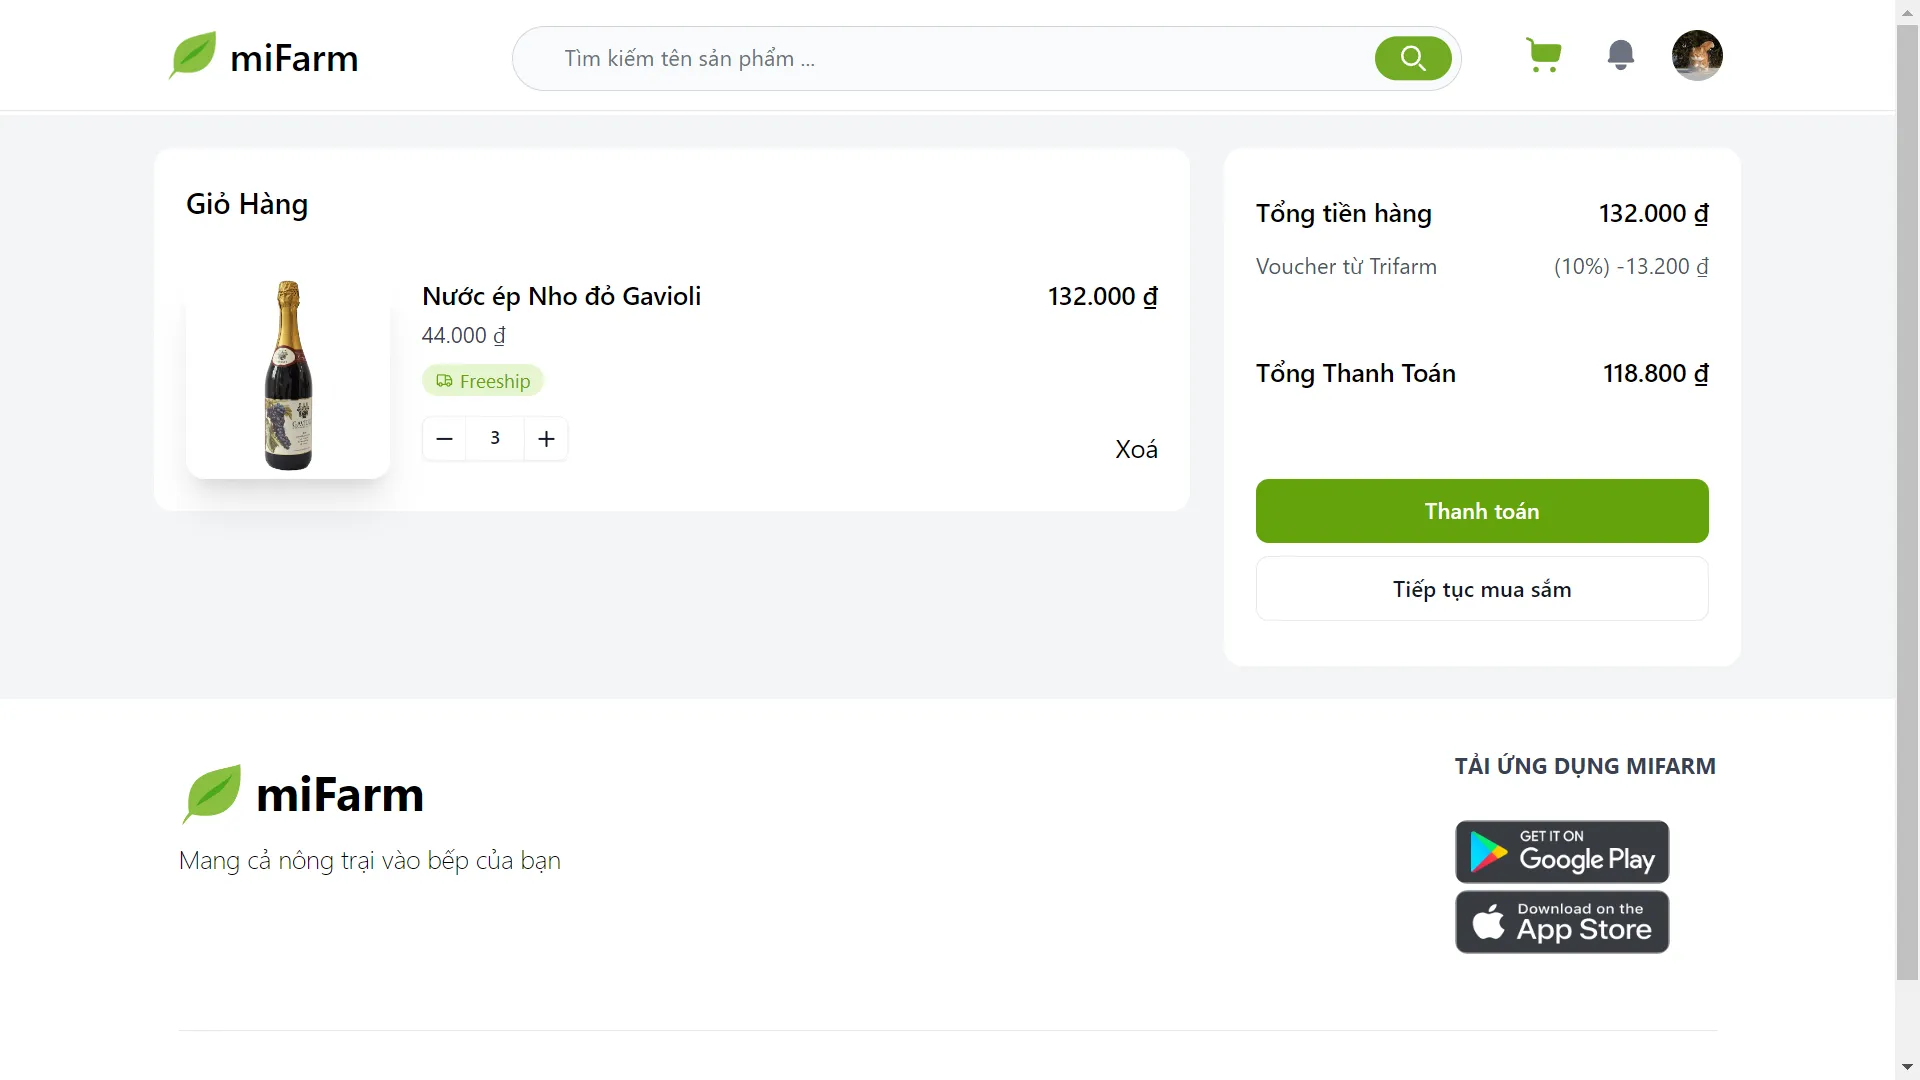 miFarm
Tìm kiếm tên sản phẩm ...
Giỏ Hàng
Nước ép Nho đỏ Gavioli
132.000 ₫
44.000 ₫
Freeship
3
Xoá
Tổng tiền hàng
132.000 ₫
Voucher từ Trifarm
(10%) -13.200 ₫
Tổng Thanh Toán
118.800 ₫
Thanh toán
Tiếp tục mua sắm
miFarm
Mang cả nông trại vào bếp của bạn
TẢI ỨNG DỤNG MIFARM
GET IT ON
Google Play
Download on the
App Store